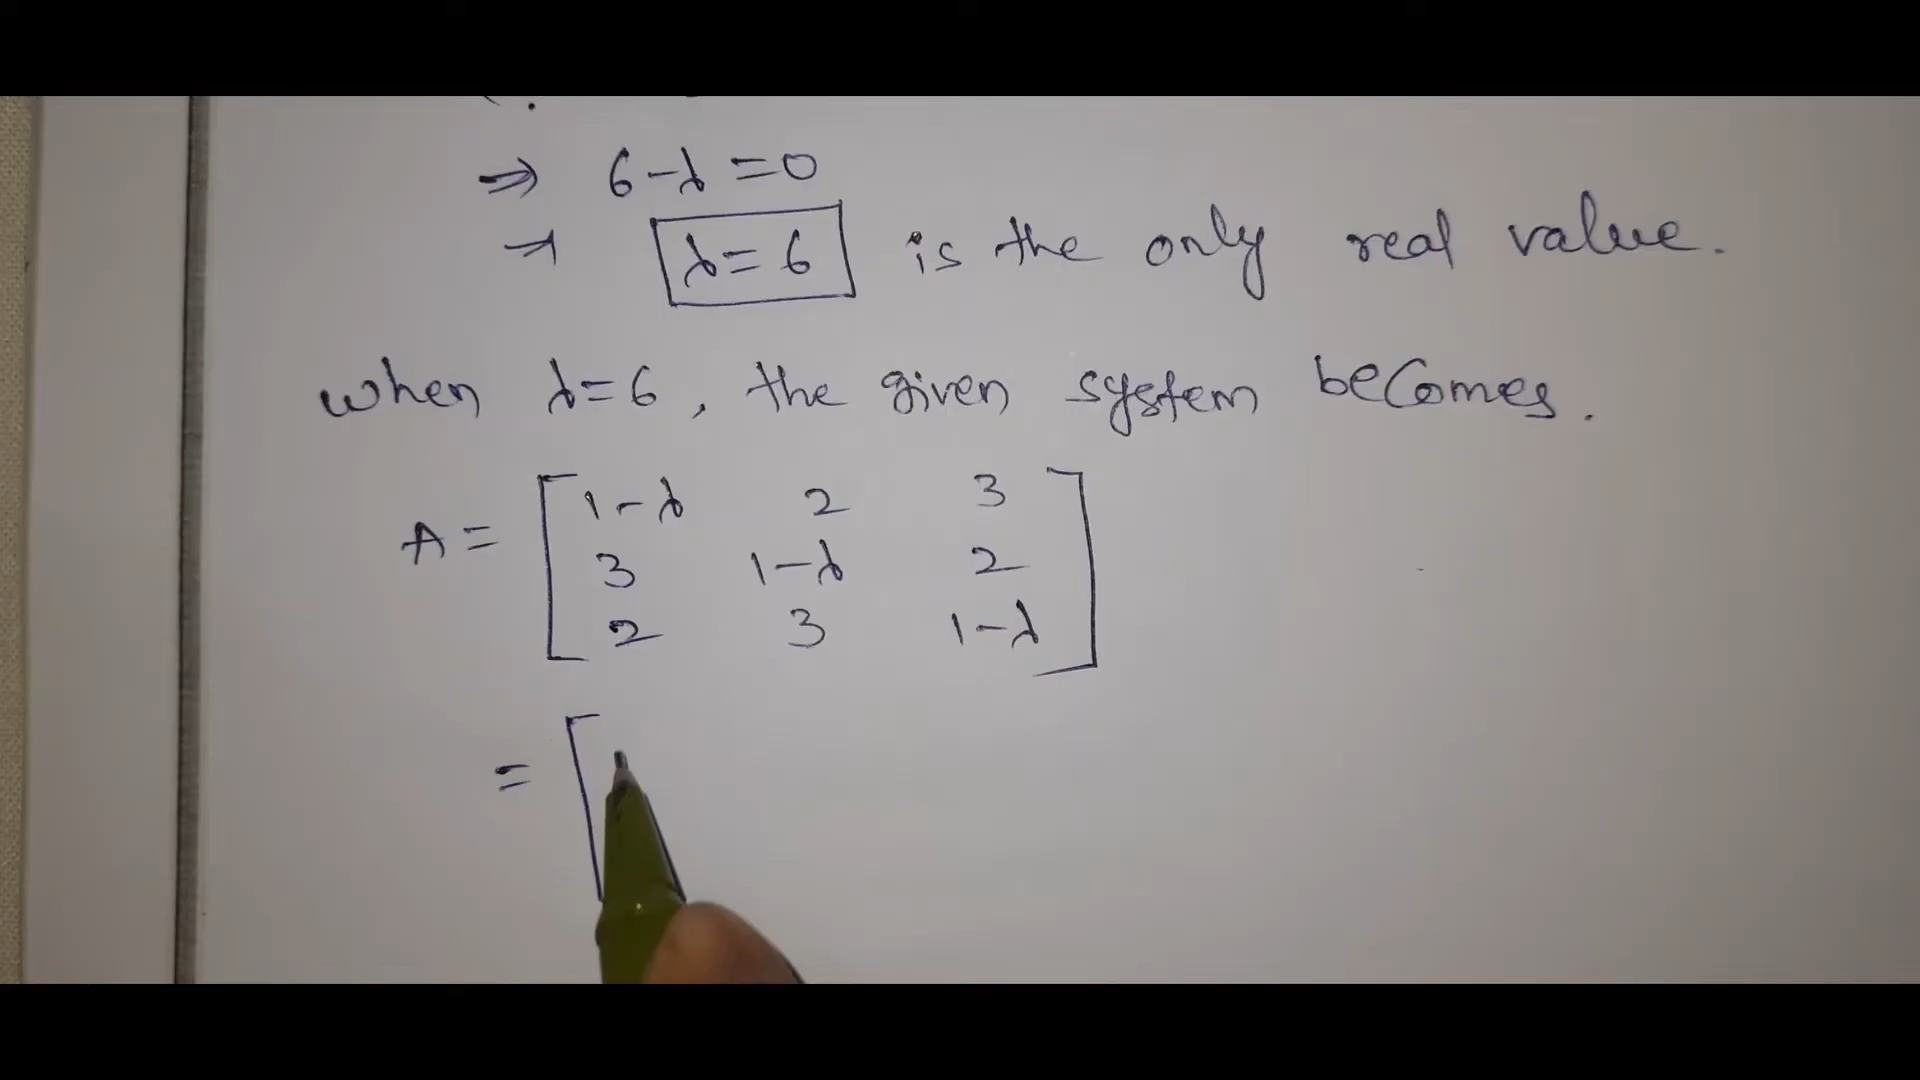 ⇒ 6-λ =0
→ λ=6 is the only real value.
when λ=6, the given system becomes.
A= [ 1-λ 2 3
3 1-λ 2
2 3 1-λ ]
= [